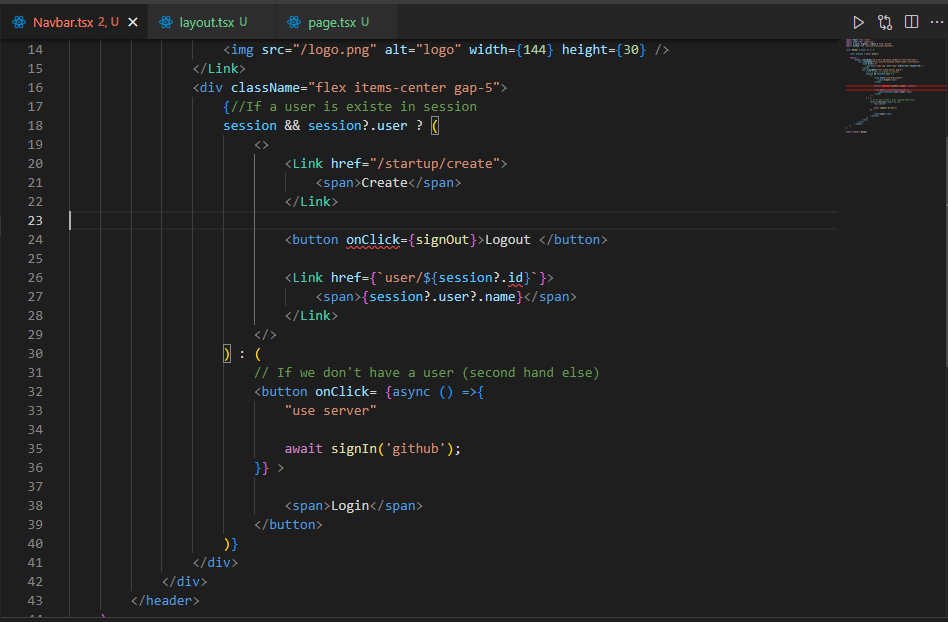 Navbar.tsx 2, U
layout.tsx U
page.tsx U
14 <img src="/logo.png" alt="logo" width={144} height={30} />
15 </Link>
16 <div className="flex items-center gap-5">
17 {//If a user is existe in session
18 session && session?.user ? (
19 <>
20 <Link href="/startup/create">
21 <span>Create</span>
22 </Link>
23
24 <button onClick={signOut}>Logout </button>
25
26 <Link href={`user/${session?.id}`}>
27 <span>{session?.user?.name}</span>
28 </Link>
29 </>
30 ) : (
31 // If we don't have a user (second hand else)
32 <button onClick= {async () =>{
33 "use server"
34
35 await signIn('github');
36 }} >
37
38 <span>Login</span>
39 </button>
40 )}
41 </div>
42 </div>
43 </header>